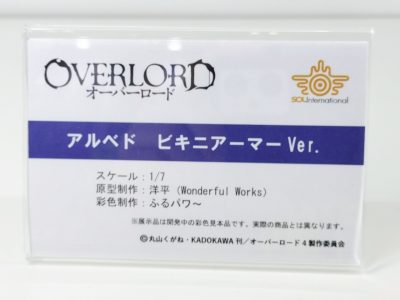 OVERLORD
オーバーロード
SOLInternational
アルベド ビキニアーマーVer.
スケール：1/7
原型制作：洋平（Wonderful Works）
彩色制作：ふるパワ～
※展示品は開発中の彩色見本品です。実際の商品とは異なります。
©丸山くがね・KADOKAWA刊／オーバーロード4製作委員会